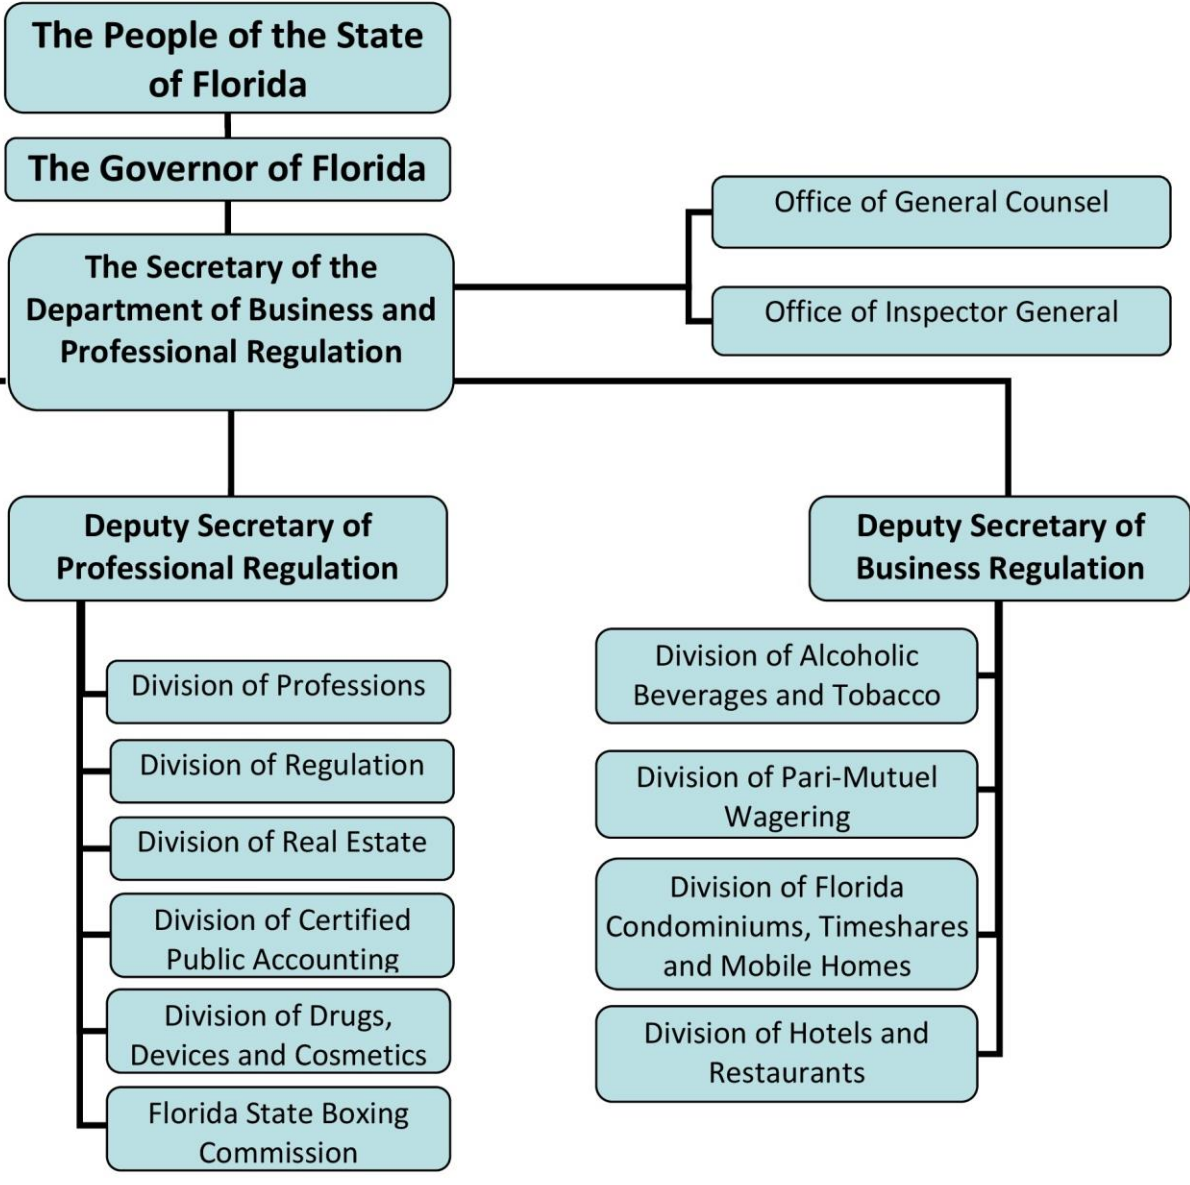 The People of the State
of Florida
The Governor of Florida
The Secretary of the
Department of Business and
Professional Regulation
Office of General Counsel
Office of Inspector General
Deputy Secretary of
Professional Regulation
Division of Professions
Division of Regulation
Division of Real Estate
Division of Certified
Public Accounting
Division of Drugs,
Devices and Cosmetics
Florida State Boxing
Commission
Deputy Secretary of
Business Regulation
Division of Alcoholic
Beverages and Tobacco
Division of Pari-Mutuel
Wagering
Division of Florida
Condominiums, Timeshares
and Mobile Homes
Division of Hotels and
Restaurants